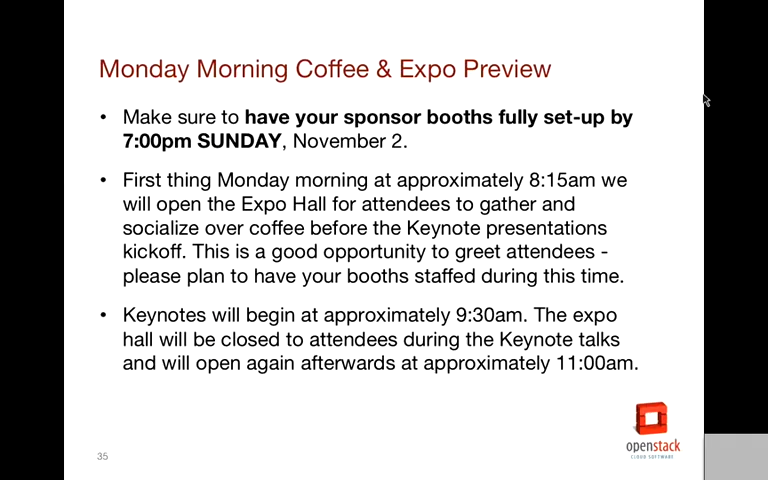 Monday Morning Coffee & Expo Preview
• Make sure to have your sponsor booths fully set-up by
7:00pm SUNDAY, November 2.
• First thing Monday morning at approximately 8:15am we
will open the Expo Hall for attendees to gather and
socialize over coffee before the Keynote presentations
kickoff. This is a good opportunity to greet attendees -
please plan to have your booths staffed during this time.
• Keynotes will begin at approximately 9:30am. The expo
hall will be closed to attendees during the Keynote talks
and will open again afterwards at approximately 11:00am.
openstack
CLOUD SOFTWARE
35